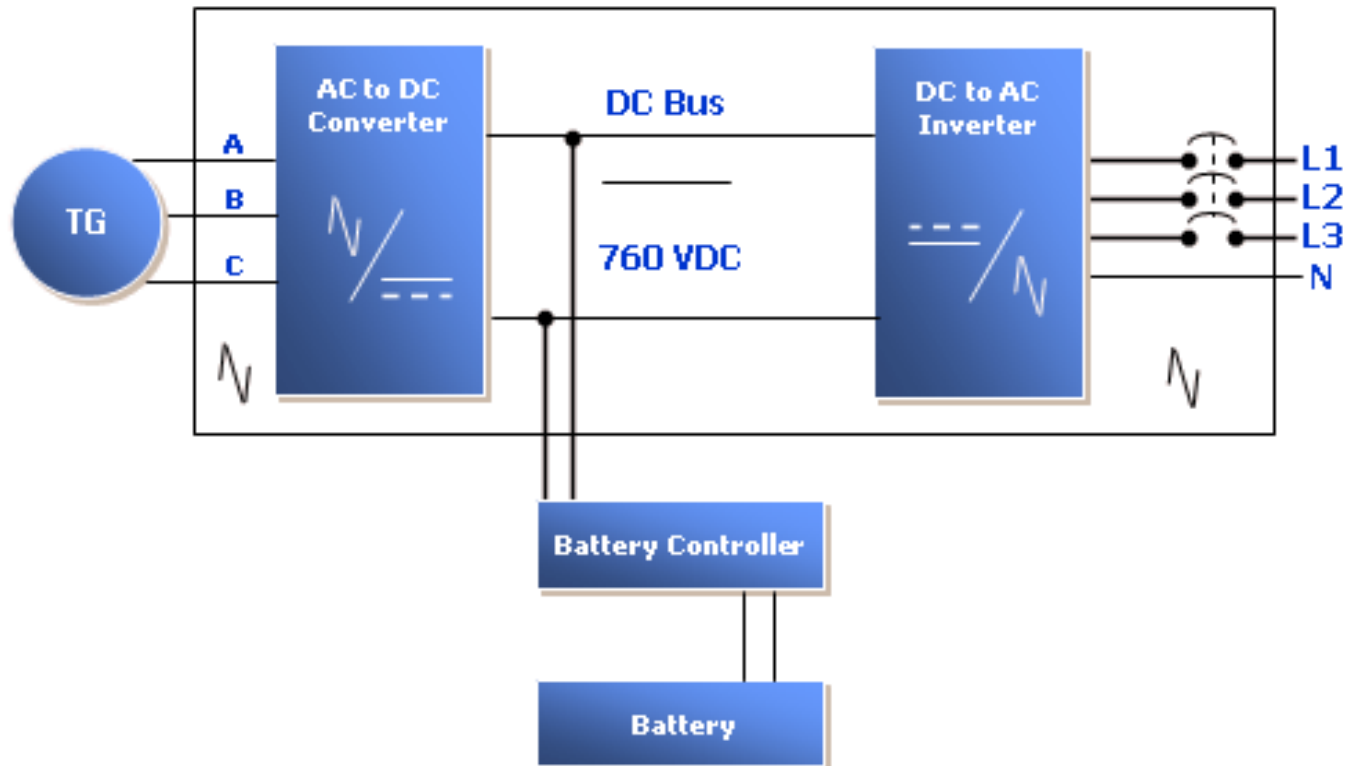 AC to DC
Converter
DC Bus
DC to AC
Inverter
A
B
C
TG
760 VDC
L1
L2
L3
N
Battery Controller
Battery